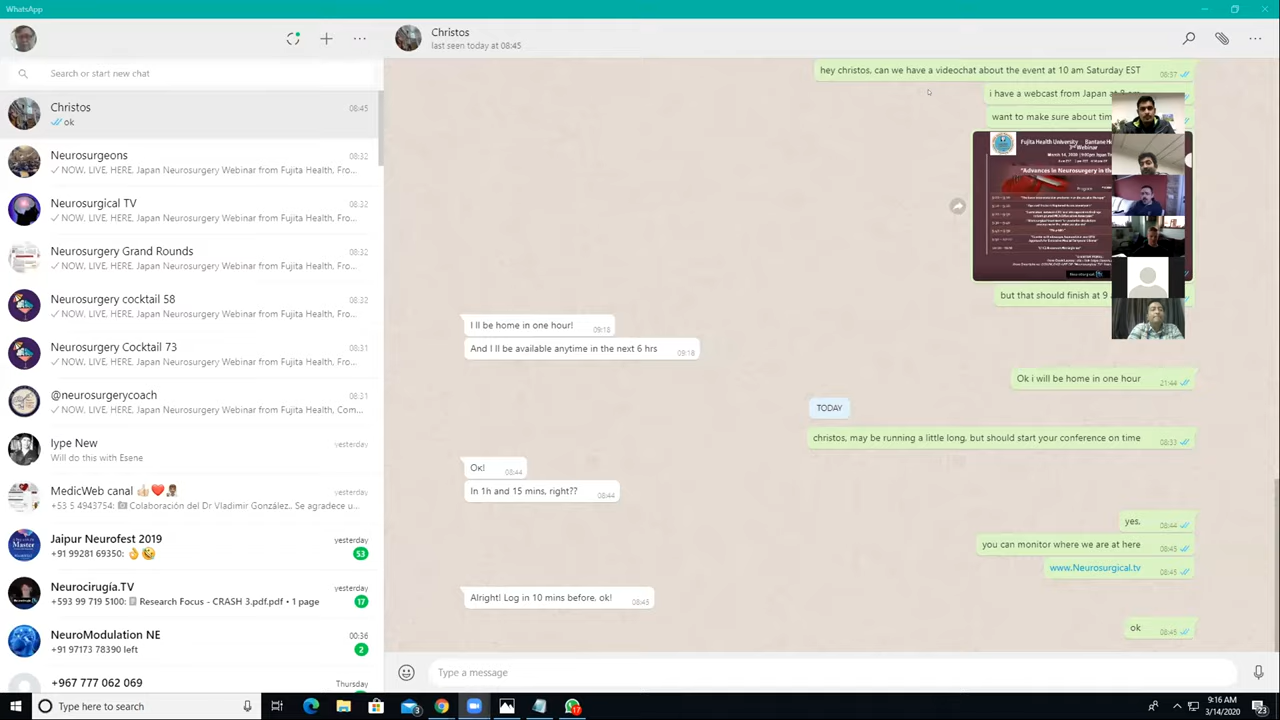 WhatsApp
Search or start new chat
Christos
08:45
ok
Neurosurgeons
08:32
NOW, LIVE, HERE, Japan Neurosurgery Webinar from Fujita Health, Fro...
Neurosurgical TV
08:32
NOW, LIVE, HERE, Japan Neurosurgery Webinar from Fujita Health, Fro...
Neurosurgery Grand Rounds
08:32
NOW, LIVE, HERE, Japan Neurosurgery Webinar from Fujita Health, Fro...
Neurosurgery cocktail 58
08:32
NOW, LIVE, HERE, Japan Neurosurgery Webinar from Fujita Health, Fro...
Neurosurgery Cocktail 73
08:31
NOW, LIVE, HERE, Japan Neurosurgery Webinar from Fujita Health, Fro...
@neurosurgerycoach
08:31
NOW, LIVE, HERE, Japan Neurosurgery Webinar from Fujita Health, Com...
Iype New
yesterday
Will do this with Esene
MedicWeb canal
yesterday
+53 5 4943754: Colaboración del Dr Vladimir González.. Se agradece u...
Jaipur Neurofest 2019
yesterday
+91 99281 69350:
53
Neurocirugía.TV
yesterday
+593 99 719 5100: Research Focus - CRASH 3.pdf.pdf • 1 page
17
NeuroModulation NE
00:36
+91 97173 78390 left
2
+967 777 062 069
Thursday
Christos
last seen today at 08:45
hey christos, can we have a videochat about the event at 10 am Saturday EST
08:37
i have a webcast from Japan at
want to make sure about
Fujita Health University Bantane
3rd Webinar
March 14, 2020
"Advances in Neurosurgery in the
Program
but that should finish at 9
I ll be home in one hour!
09:18
And I ll be available anytime in the next 6 hrs
09:18
Ok i will be home in one hour
21:44
TODAY
christos, may be running a little long. but should start your conference on time
08:33
Ok!
08:44
In 1h and 15 mins, right??
08:44
yes.
08:44
you can monitor where we are at here
08:45
www.Neurosurgical.tv
08:45
Alright! Log in 10 mins before. ok!
08:45
ok
08:45
Type a message
Type here to search
3
17
9:16 AM
3/14/2020
23